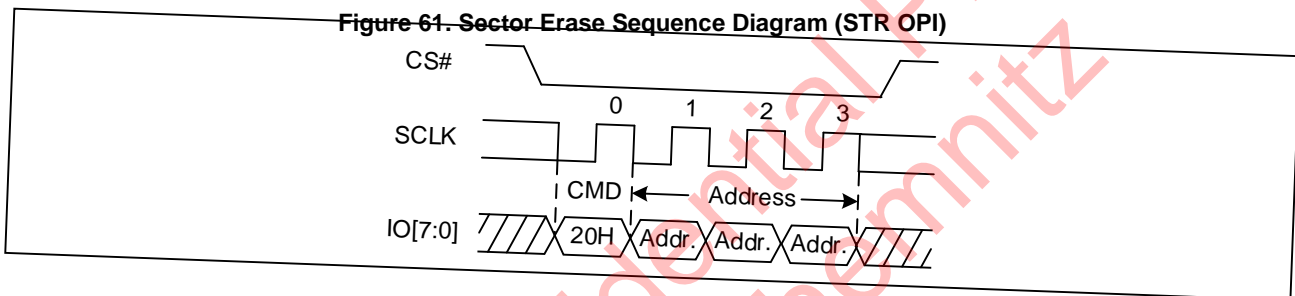 Figure 61. Sector Erase Sequence Diagram (STR OPI)
CS#
0 1 2 3
SCLK
CMD Address
IO[7:0] 20H Addr. Addr. Addr.